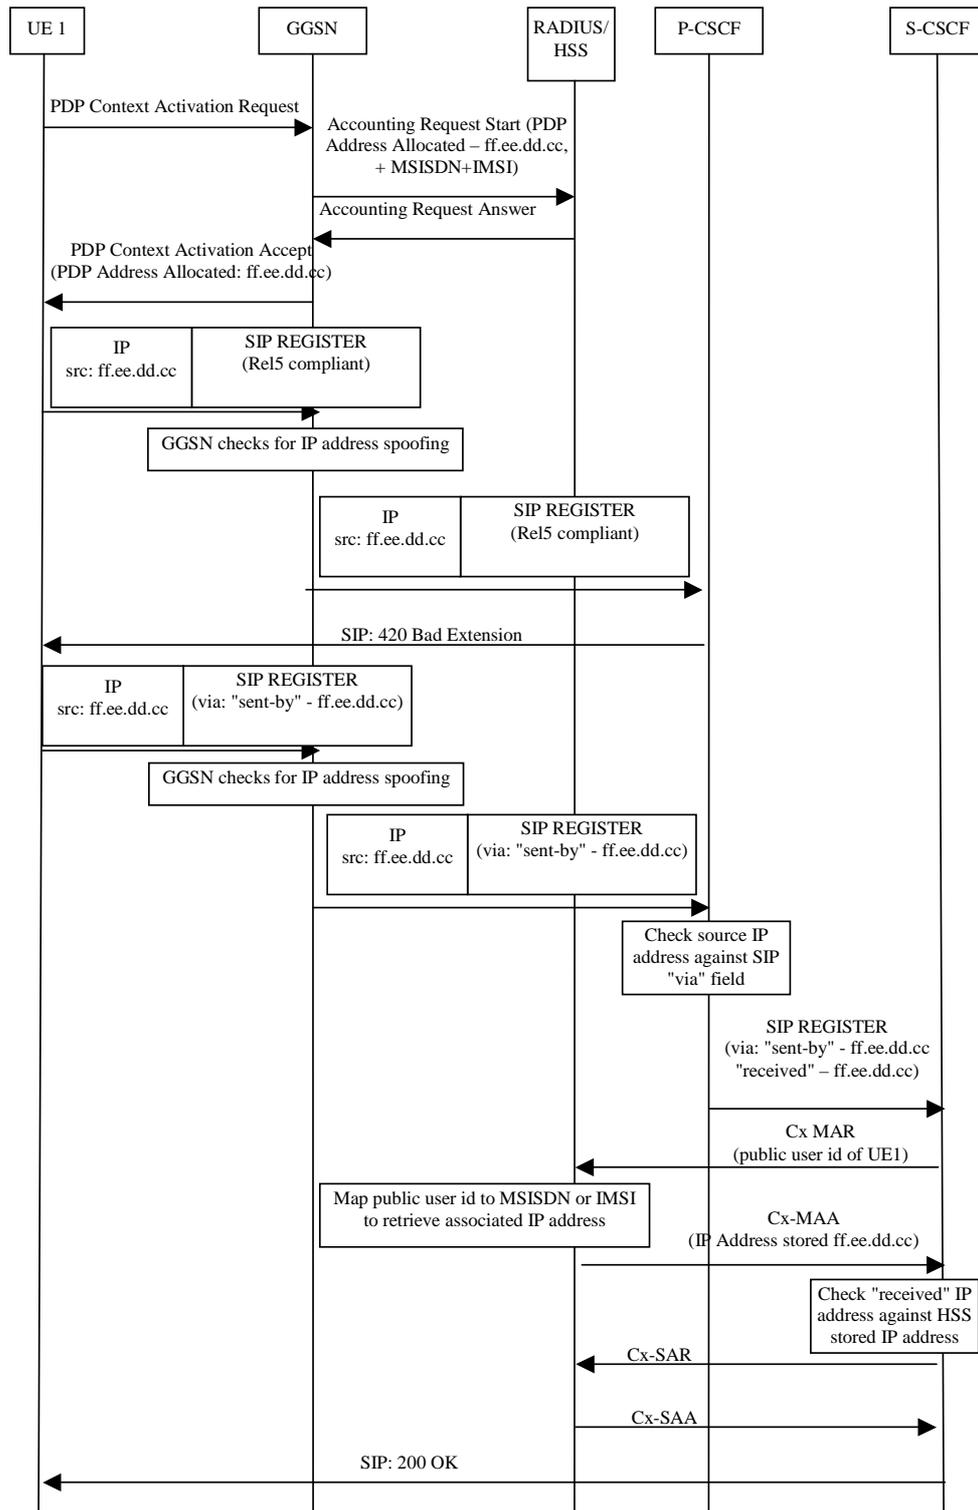 UE 1
GGSN
RADIUS/
HSS
P-CSCF
S-CSCF
PDP Context Activation Request
Accounting Request Start (PDP
Address Allocated – ff.ee.dd.cc,
+ MSISDN+IMSI)
Accounting Request Answer
PDP Context Activation Accept
(PDP Address Allocated: ff.ee.dd.cc)
IP
src: ff.ee.dd.cc
SIP REGISTER
(Rel5 compliant)
GGSN checks for IP address spoofing
IP
src: ff.ee.dd.cc
SIP REGISTER
(Rel5 compliant)
SIP: 420 Bad Extension
IP
src: ff.ee.dd.cc
SIP REGISTER
(via: "sent-by" - ff.ee.dd.cc)
GGSN checks for IP address spoofing
IP
src: ff.ee.dd.cc
SIP REGISTER
(via: "sent-by" - ff.ee.dd.cc)
Check source IP
address against SIP
"via" field
SIP REGISTER
(via: "sent-by" - ff.ee.dd.cc
"received" – ff.ee.dd.cc)
Cx MAR
(public user id of UE1)
Map public user id to MSISDN or IMSI
to retrieve associated IP address
Cx-MAA
(IP Address stored ff.ee.dd.cc)
Check "received" IP
address against HSS
stored IP address
Cx-SAR
Cx-SAA
SIP: 200 OK